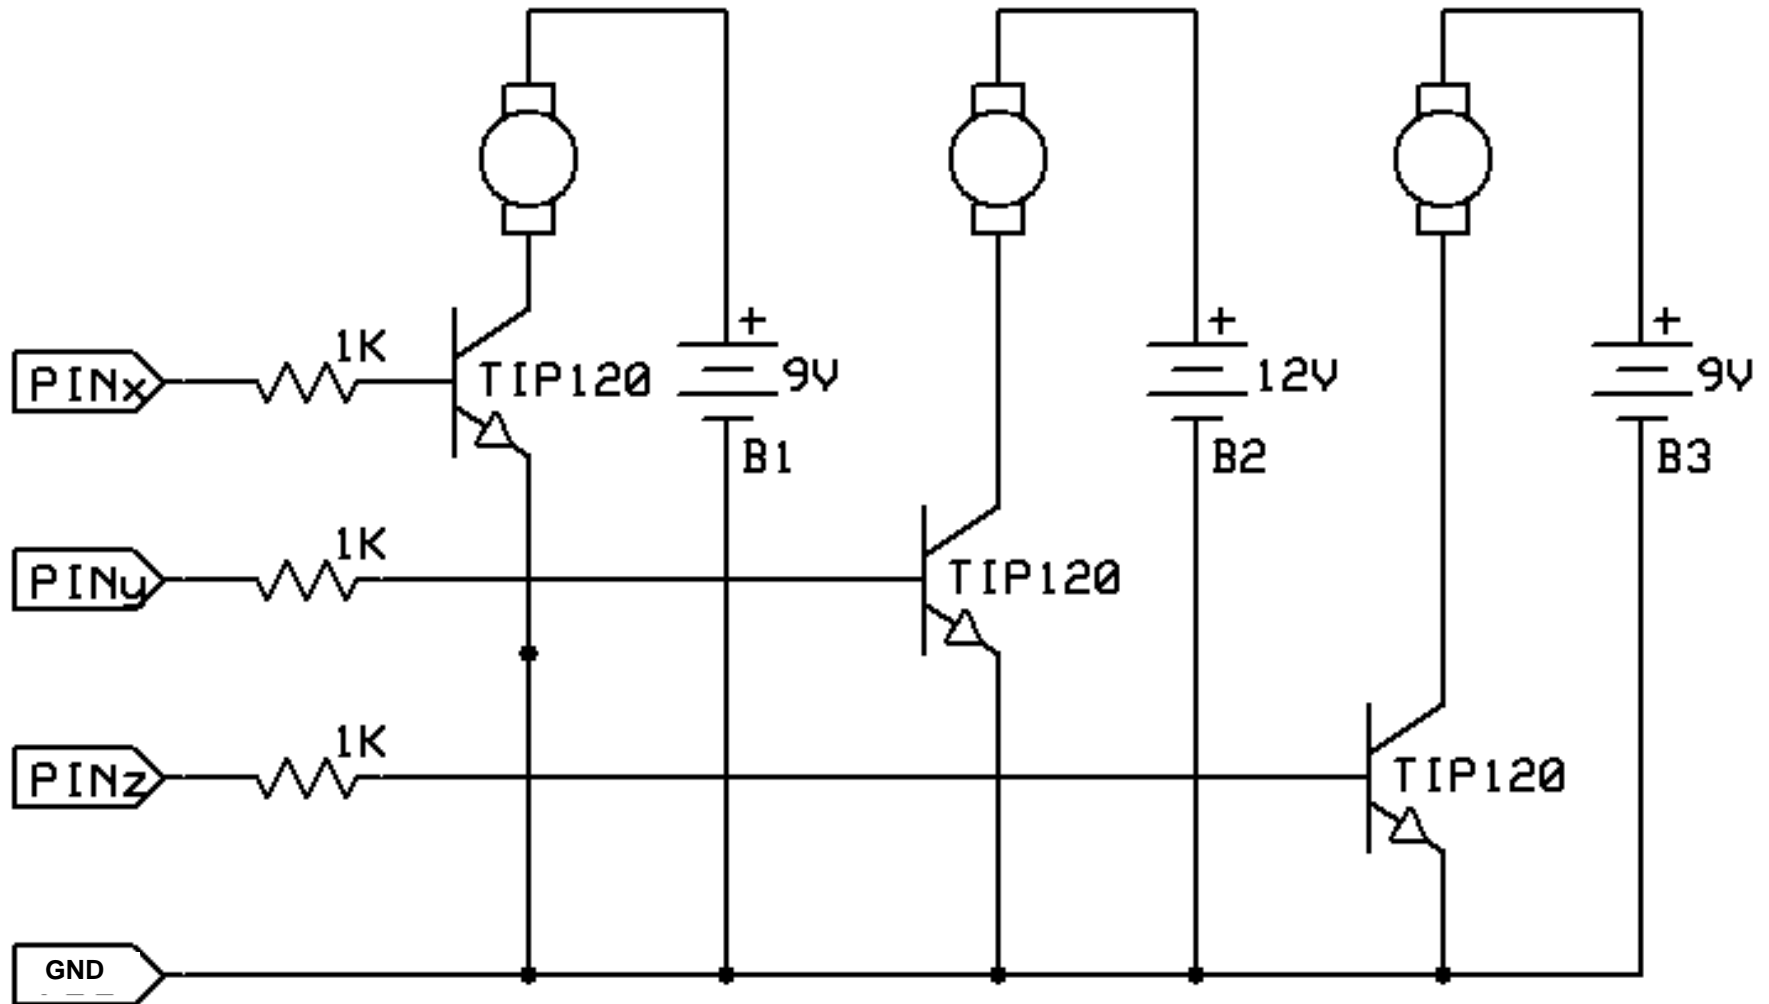 1K
PINx
TIP120
+
9V
B1
+
12V
B2
+
9V
B3
1K
PINy
TIP120
1K
PINz
TIP120
GND